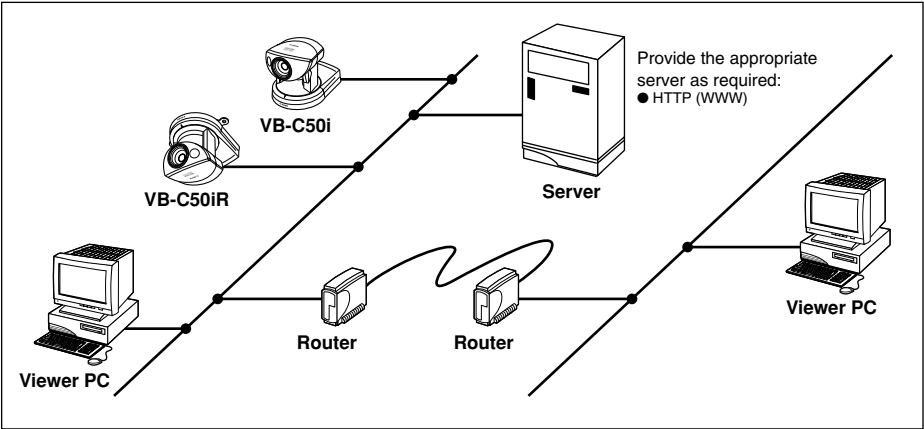 Provide the appropriate
server as required:
● HTTP (WWW)
VB-C50i
VB-C50iR
Server
Viewer PC
Router
Router
Viewer PC